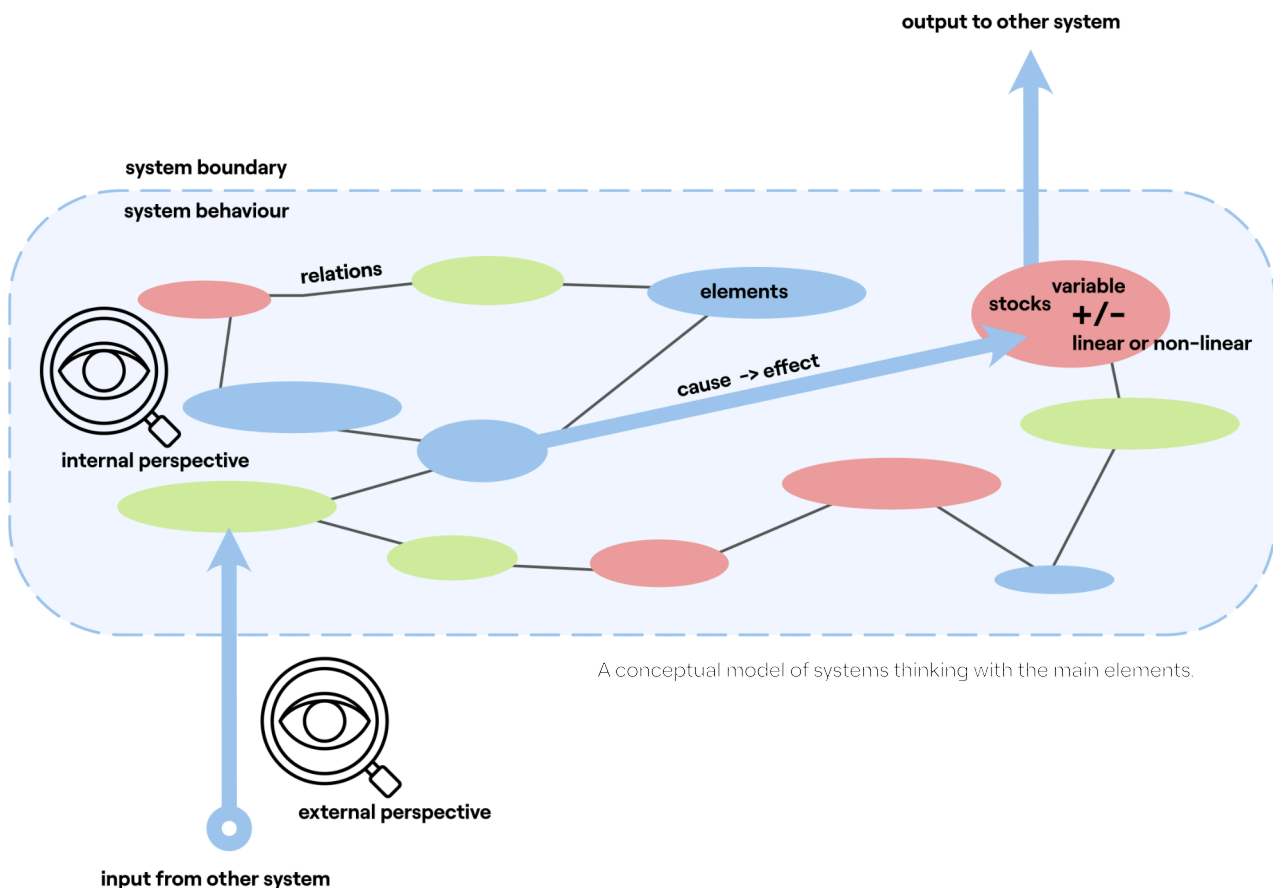 output to other system
system boundary
system behaviour
relations
elements
variable
stocks
+/-
linear or non-linear
cause -> effect
internal perspective
A conceptual model of systems thinking with the main elements.
external perspective
input from other system